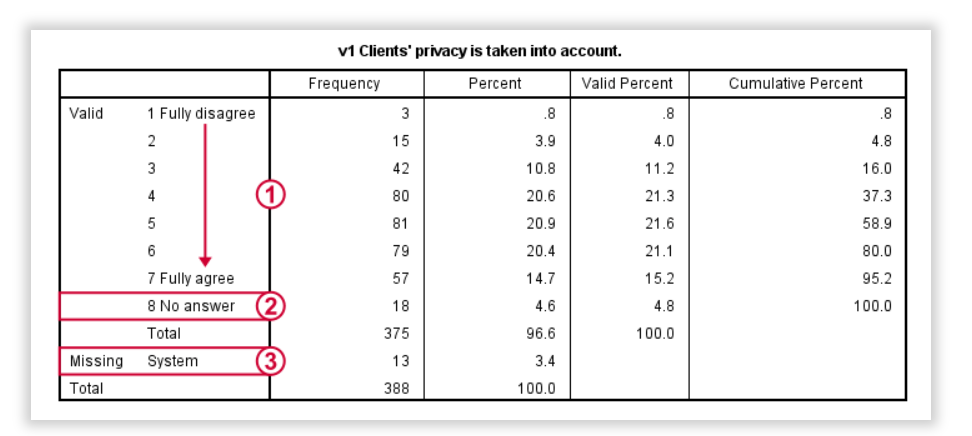 v1 Clients' privacy is taken into account.
Frequency Percent Valid Percent Cumulative Percent
Valid 1 Fully disagree 3 .8 .8 .8
2 15 3.9 4.0 4.8
3 42 10.8 11.2 16.0
4 1 80 20.6 21.3 37.3
5 81 20.9 21.6 58.9
6 79 20.4 21.1 80.0
7 Fully agree 57 14.7 15.2 95.2
8 No answer 2 18 4.6 4.8 100.0
Total 375 96.6 100.0
Missing System 3 13 3.4
Total 388 100.0